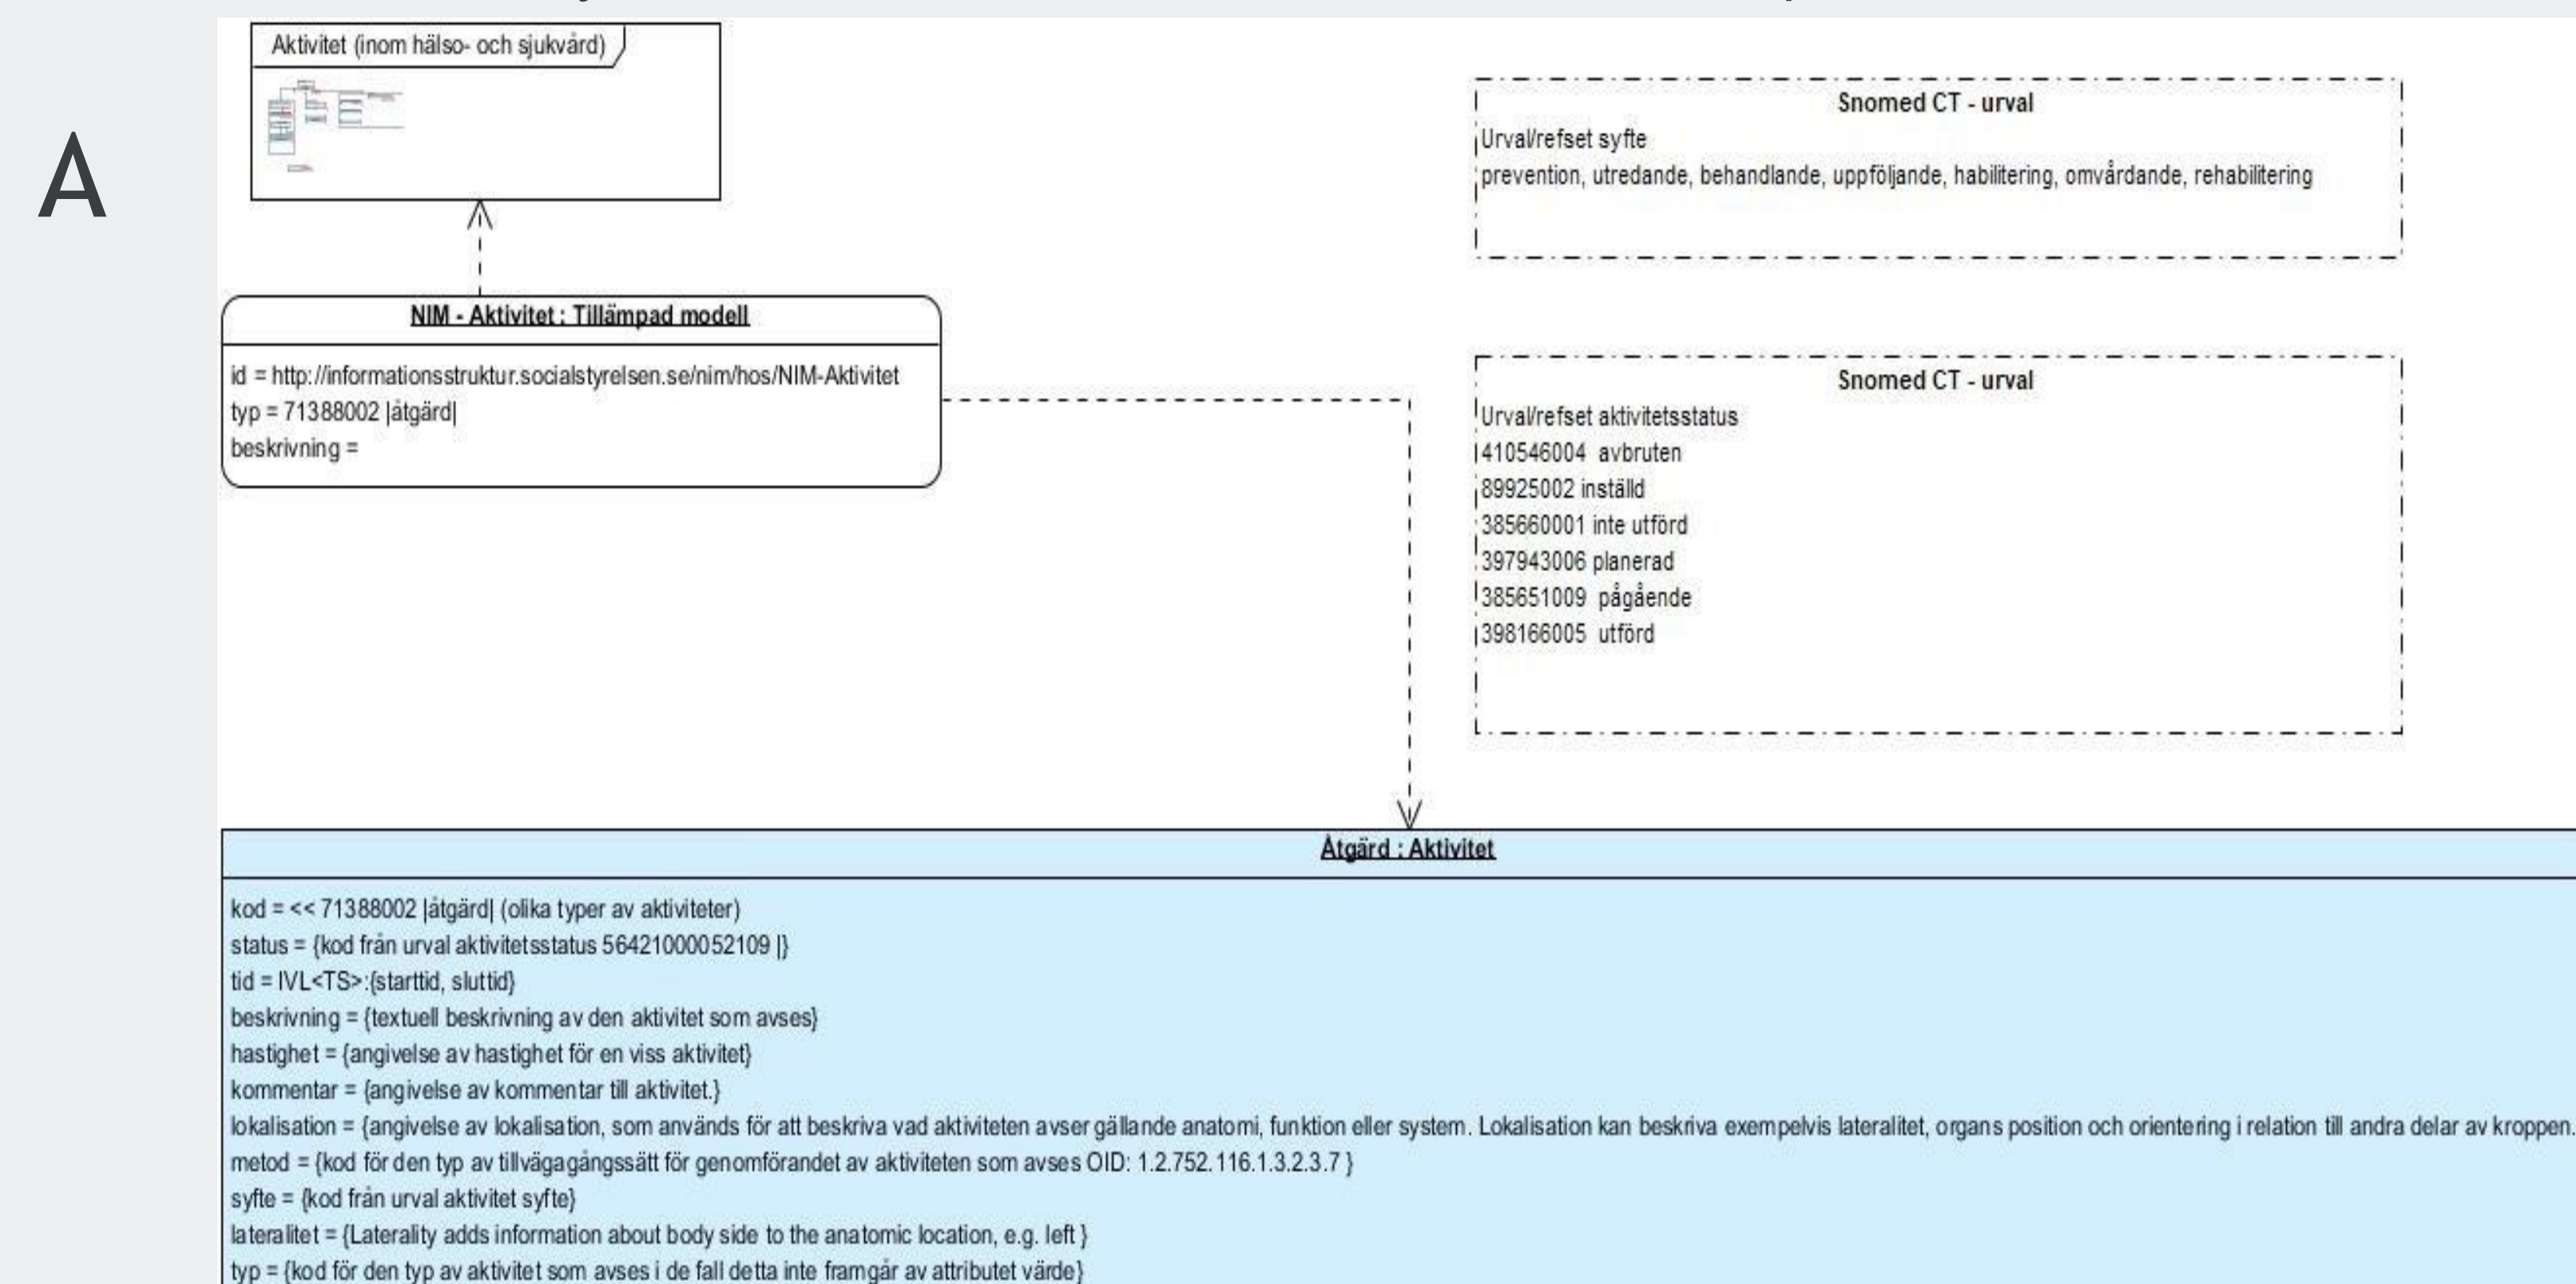 A
Aktivitet (inom hälso- och sjukvård)
Snomed CT - urval
Urval/refset syfte
prevention, utredande, behandlande, uppföljande, habilitering, omvårdande, rehabilitering
NIM - Aktivitet : Tillämpad modell
id = http://informationsstruktur.socialstyrelsen.se/nim/hos/NIM-Aktivitet
typ = 71388002 |åtgärd|
beskrivning =
Snomed CT - urval
Urval/refset aktivitetsstatus
410546004 avbruten
89925002 inställd
385660001 inte utförd
397943006 planerad
385651009 pågående
398166005 utförd
Åtgärd : Aktivitet
kod = << 71388002 |åtgärd| (olika typer av aktiviteter)
status = {kod från urval aktivitetsstatus 56421000052109 |}
tid = IVL<TS>:{starttid, sluttid}
beskrivning = {textuell beskrivning av den aktivitet som avses}
hastighet = {angivelse av hastighet för en viss aktivitet}
kommentar = {angivelse av kommentar till aktivitet.}
lokalisation = {angivelse av lokalisation, som används för att beskriva vad aktiviteten avser gällande anatomi, funktion eller system. Lokalisation kan beskriva exempelvis lateralitet, organs position och orientering i relation till andra delar av kroppen.
metod = {kod för den typ av tillvägagångssätt för genomförandet av aktiviteten som avses OID: 1.2.752.116.1.3.2.3.7 }
syfte = {kod från urval aktivitet syfte}
lateralitet = {Laterality adds information about body side to the anatomic location, e.g. left }
typ = {kod för den typ av aktivitet som avses i de fall detta inte framgår av attributet värde}